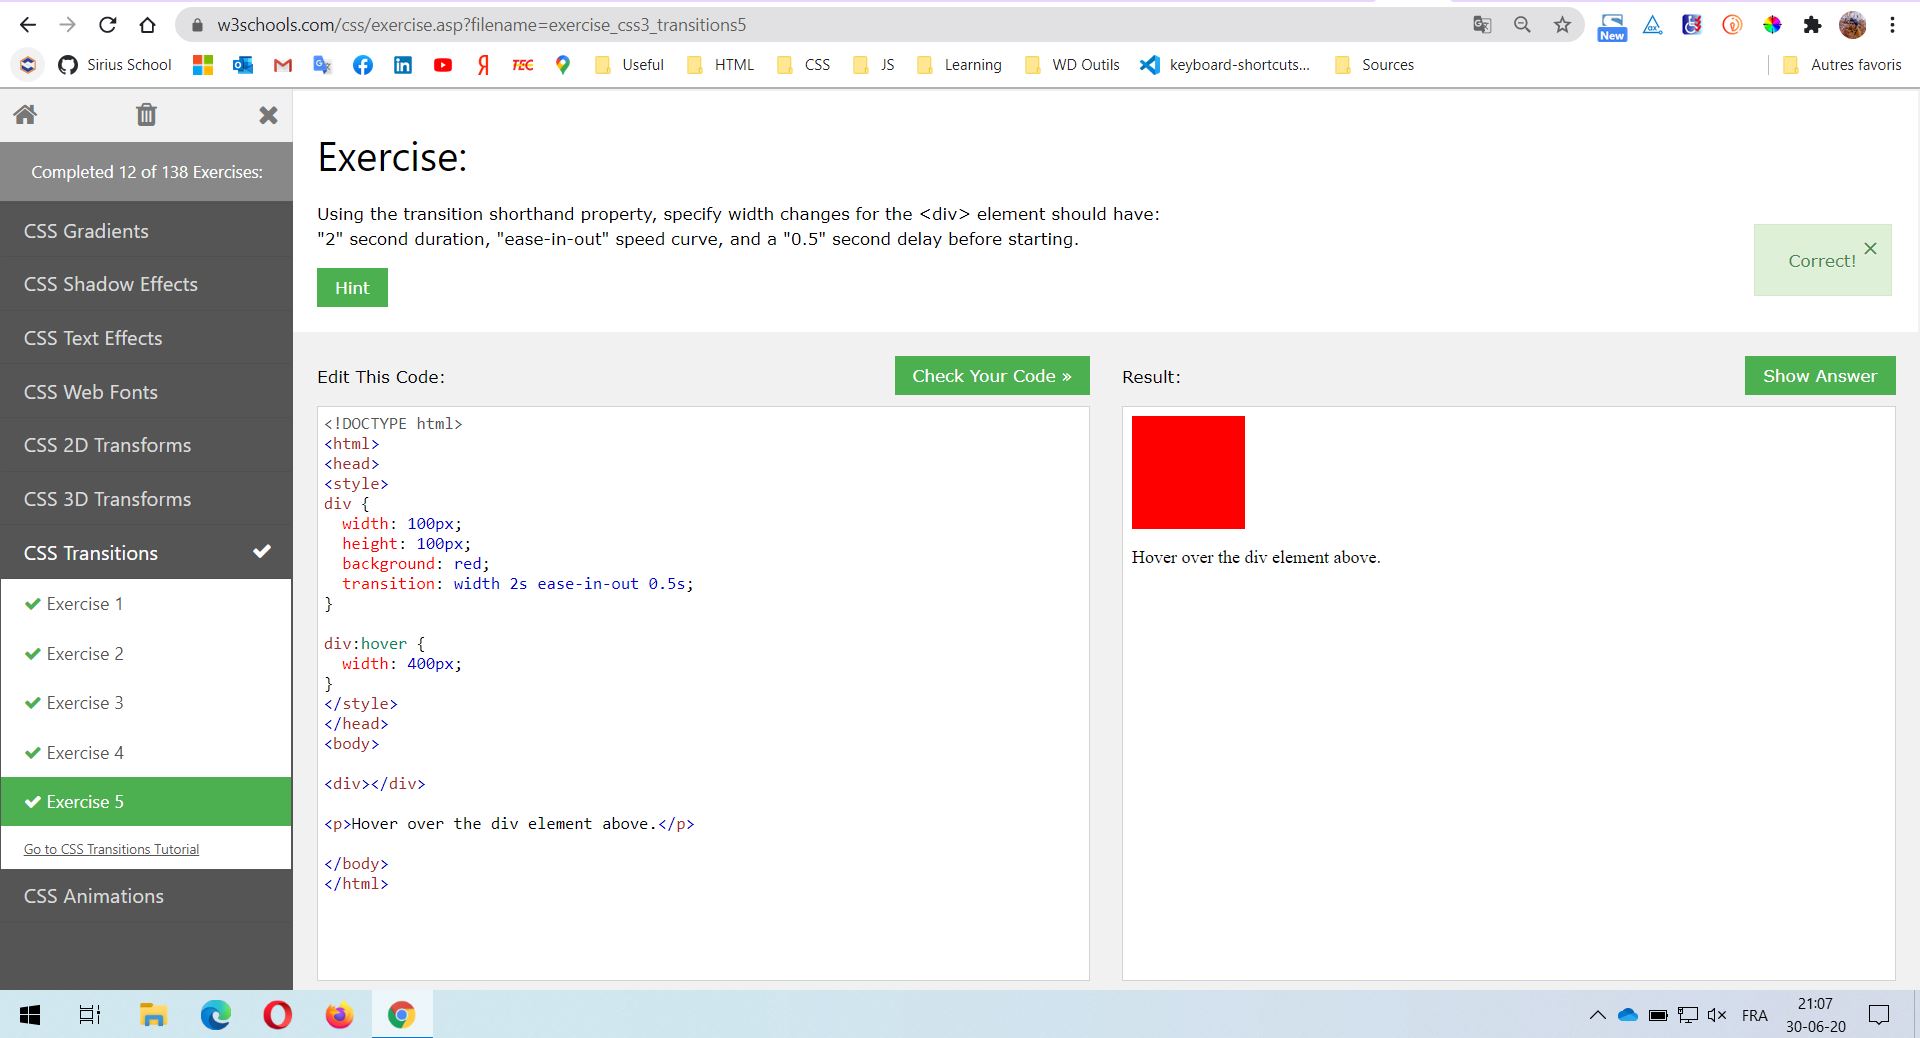 w3schools.com/css/exercise.asp?filename=exercise_css3_transitions5
New
Sirius School
TEC
Useful
HTML
CSS
JS
Learning
WD Outils
keyboard-shortcuts...
Sources
Autres favoris
Completed 12 of 138 Exercises:
CSS Gradients
CSS Shadow Effects
CSS Text Effects
CSS Web Fonts
CSS 2D Transforms
CSS 3D Transforms
CSS Transitions
Exercise 1
Exercise 2
Exercise 3
Exercise 4
Exercise 5
Go to CSS Transitions Tutorial
CSS Animations
Exercise:
Using the transition shorthand property, specify width changes for the <div> element should have:
"2" second duration, "ease-in-out" speed curve, and a "0.5" second delay before starting.
Hint
Correct!
Edit This Code:
Check Your Code »
<!DOCTYPE html>
<html>
<head>
<style>
div {
  width: 100px;
  height: 100px;
  background: red;
  transition: width 2s ease-in-out 0.5s;
}
div:hover {
  width: 400px;
}
</style>
</head>
<body>
<div></div>
<p>Hover over the div element above.</p>
</body>
</html>
Result:
Show Answer
Hover over the div element above.
FRA
21:07
30-06-20